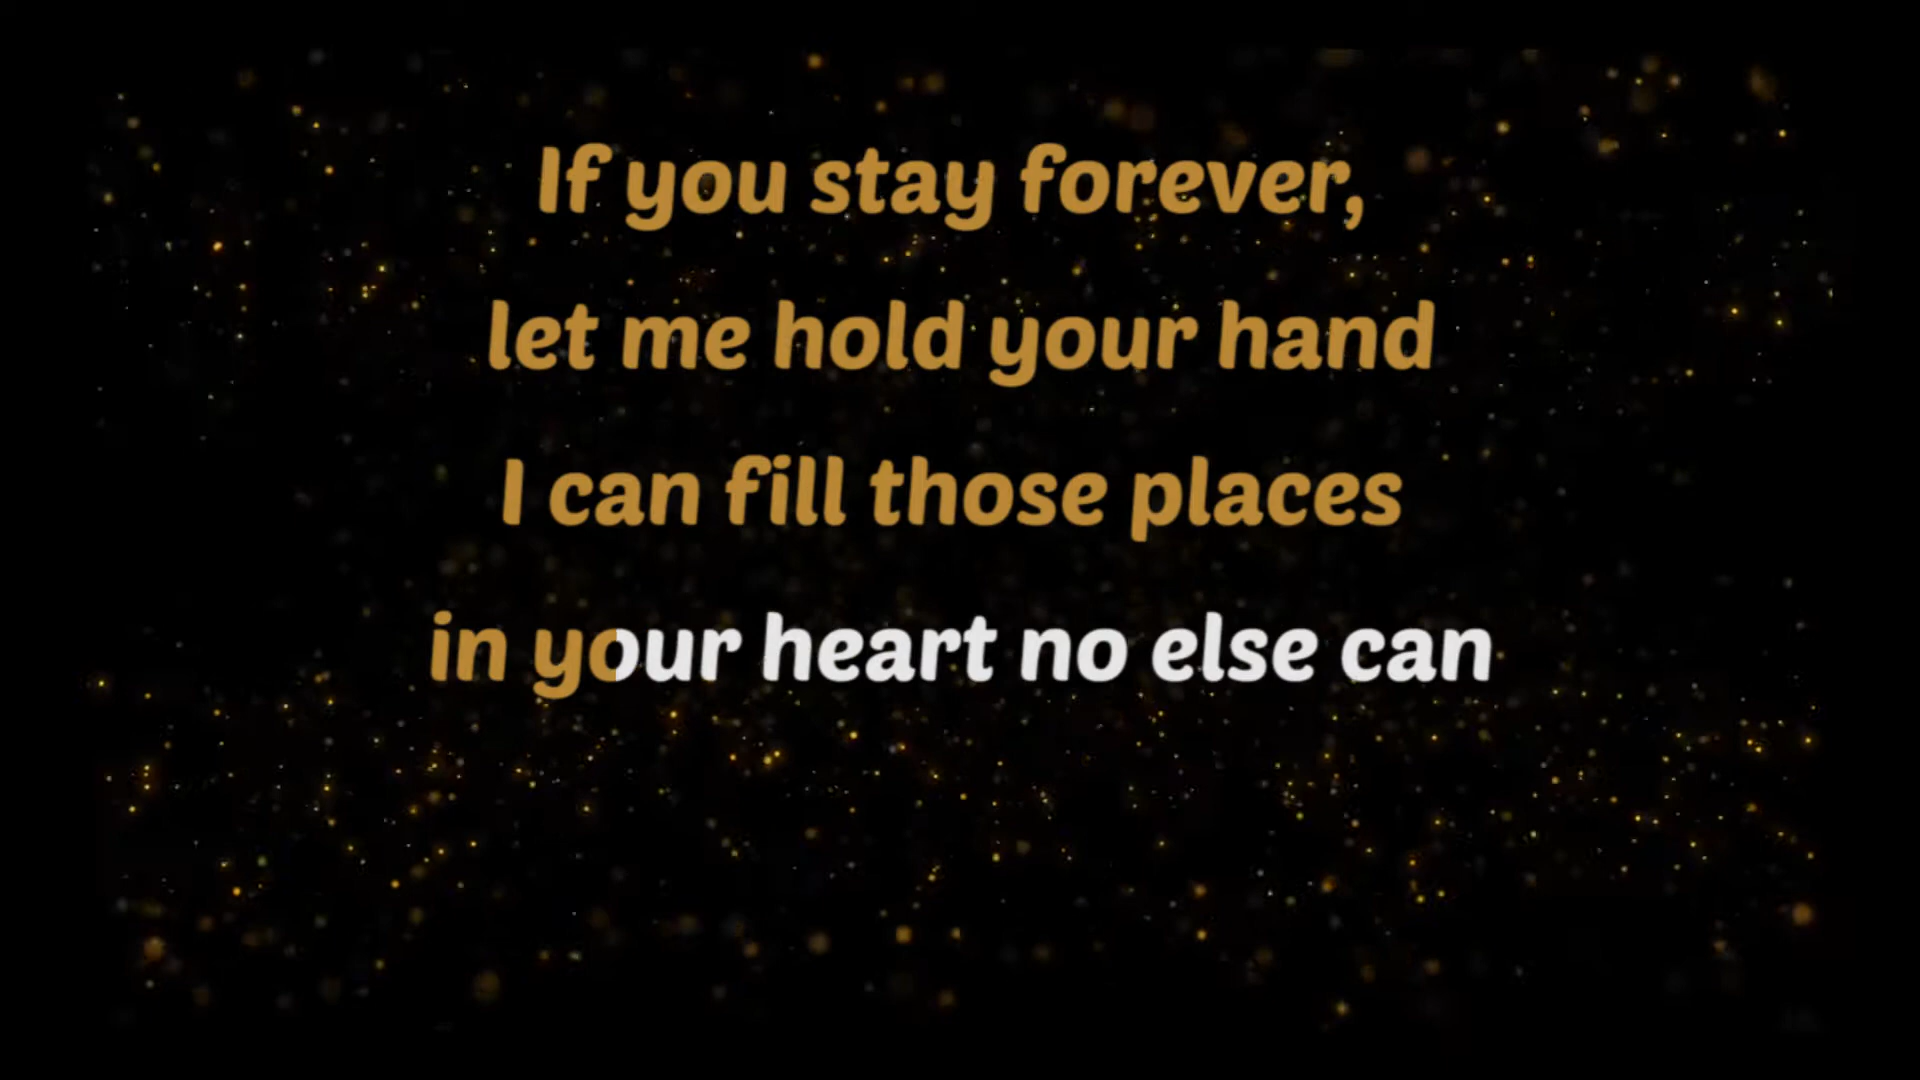 If you stay forever,
let me hold your hand
I can fill those places
in your heart no else can